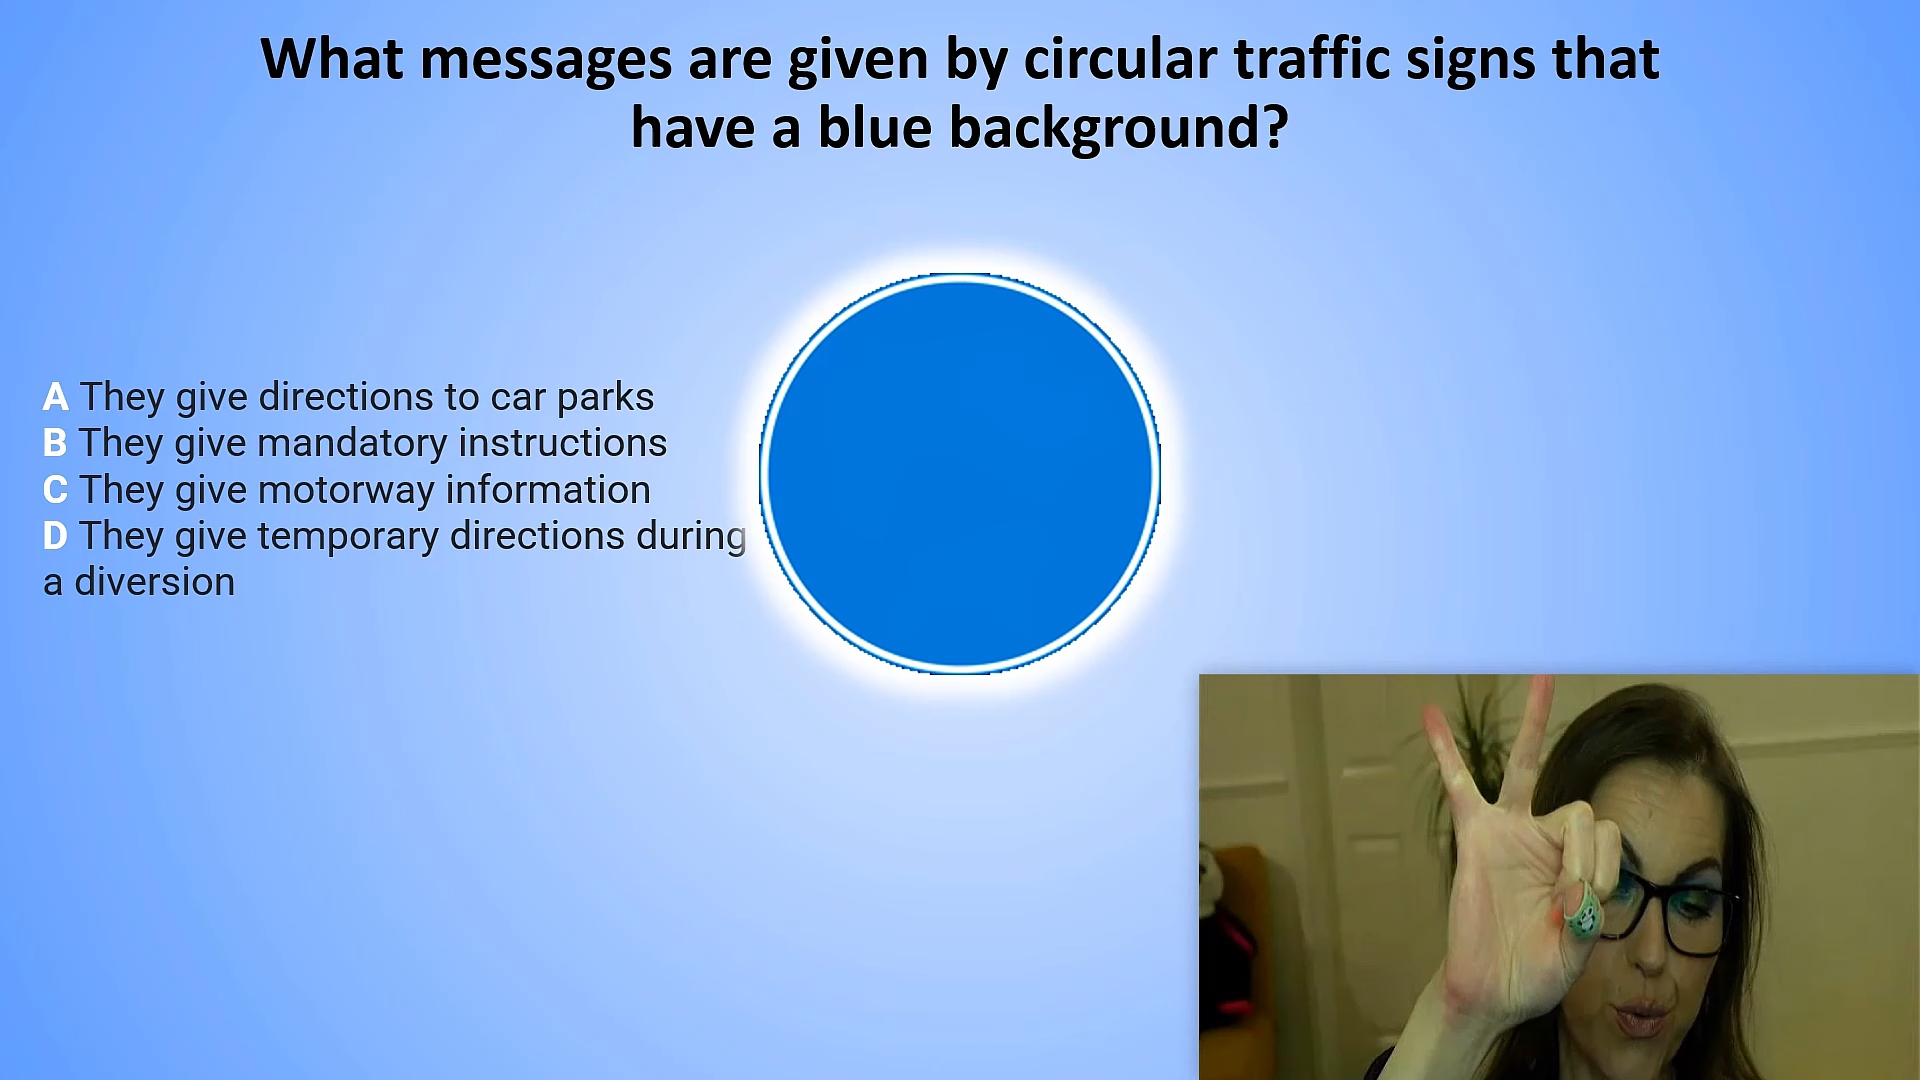 What messages are given by circular traffic signs that
have a blue background?
A They give directions to car parks
B They give mandatory instructions
C They give motorway information
D They give temporary directions during
a diversion